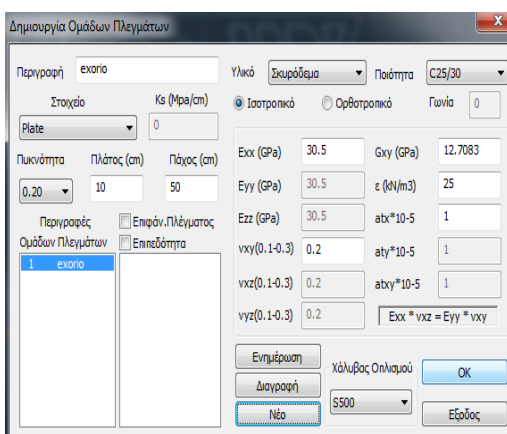 Δημιουργία Ομάδων Πλεγμάτων
Περιγραφή exorio
Υλικό Σκυρόδεμα Ποιότητα C25/30
Στοιχείο Ks (Mpa/cm)
Ισοτροπικό Ορθοτροπικό Γωνία 0
Plate 0
Πυκνότητα Πλάτος (cm) Πάχος (cm)
0.20 10 50
Περιγραφές Ομάδων Πλεγμάτων
Επιφάν.Πλέγματος
Επιπεδότητα
1 exorio
Exx (GPa) 30.5 Gxy (GPa) 12.7083
Eyy (GPa) 30.5 ε (kN/m3) 25
Ezz (GPa) 30.5 atx*10-5 1
vxy(0.1-0.3) 0.2 aty*10-5 1
vxz(0.1-0.3) 0.2 atxy*10-5 1
vyz(0.1-0.3) 0.2 Exx * vxz = Eyy * vxy
Ενημέρωση
Διαγραφή
Νέο
Χάλυβας Οπλισμού
S500
OK
Εξοδος